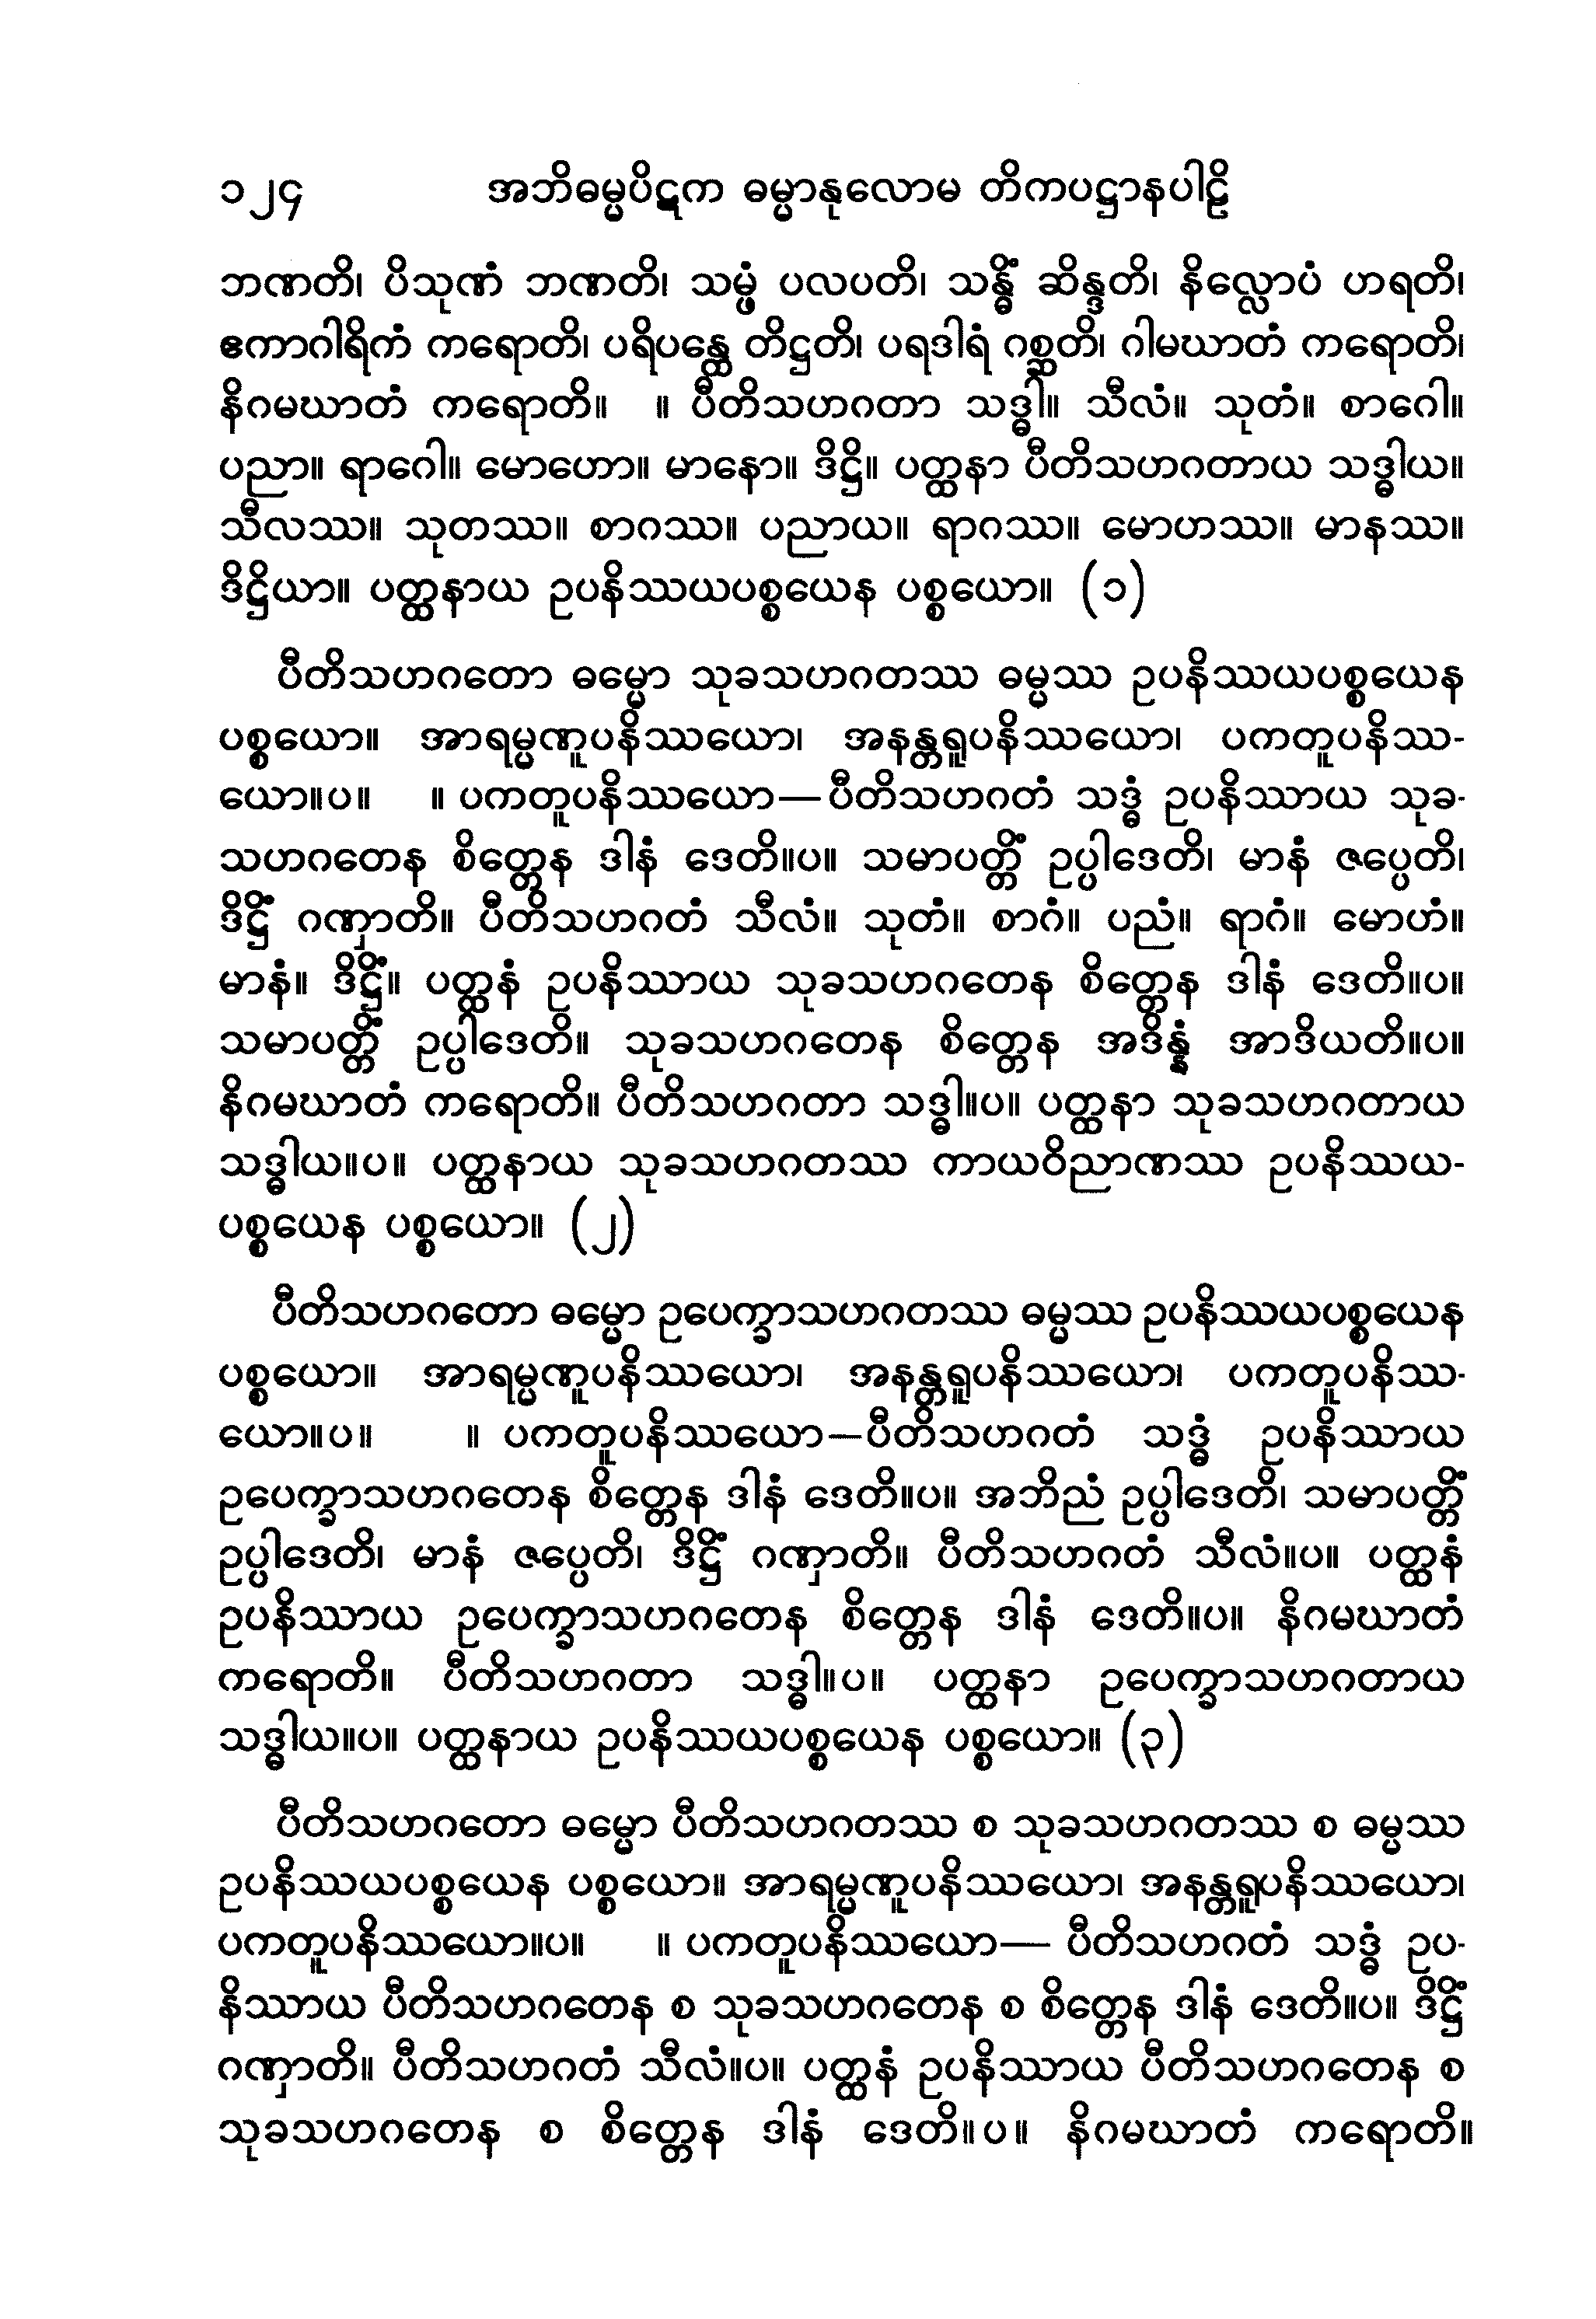 ၁၂၄ အဘိဓမ္မပိဋက ဓမ္မာနုလောမ တိကပဋ္ဌာနပါဠိ
ဘဏတိ၊ ပိသုဏံ ဘဏတိ၊ သမ္ဖံ ပလပတိ၊ သန္ဓိံ ဆိန္ဒတိ၊ နိလ္လောပံ ဟရတိ၊
ဧကာဂါရိကံ ကရောတိ၊ ပရိပန္ထေ တိဋ္ဌတိ၊ ပရဒါရံ ဂစ္ဆတိ၊ ဂါမဃာတံ ကရောတိ၊
နိဂမဃာတံ ကရောတိ။ ။ ပီတိသဟဂတာ သဒ္ဓါ။ သီလံ။ သုတံ။ စာဂေါ။
ပညာ။ ရာဂေါ။ မောဟော။ မာနော။ ဒိဋ္ဌိ။ ပတ္ထနာ ပီတိသဟဂတာယ သဒ္ဓါယ။
သီလဿ။ သုတဿ။ စာဂဿ။ ပညာယ။ ရာဂဿ။ မောဟဿ။ မာနဿ။
ဒိဋ္ဌိယာ။ ပတ္ထနာယ ဥပနိဿယပစ္စယေန ပစ္စယော။ (၁)
ပီတိသဟဂတော ဓမ္မော သုခသဟဂတဿ ဓမ္မဿ ဥပနိဿယပစ္စယေန
ပစ္စယော။ အာရမ္မဏူပနိဿယော၊ အနန္တရူပနိဿယော၊ ပကတူပနိဿ-
ယော။ပ။ ။ ပကတူပနိဿယော—ပီတိသဟဂတံ သဒ္ဓံ ဥပနိဿာယ သုခ-
သဟဂတေန စိတ္တေန ဒါနံ ဒေတိ။ပ။ သမာပတ္တိံ ဥပ္ပါဒေတိ၊ မာနံ ဇပ္ပေတိ၊
ဒိဋ္ဌိံ ဂဏှာတိ။ ပီတိသဟဂတံ သီလံ။ သုတံ။ စာဂံ။ ပညံ။ ရာဂံ။ မောဟံ။
မာနံ။ ဒိဋ္ဌိံ။ ပတ္ထနံ ဥပနိဿာယ သုခသဟဂတေန စိတ္တေန ဒါနံ ဒေတိ။ပ။
သမာပတ္တိံ ဥပ္ပါဒေတိ။ သုခသဟဂတေန စိတ္တေန အဒိန္နံ အာဒိယတိ။ပ။
နိဂမဃာတံ ကရောတိ။ ပီတိသဟဂတာ သဒ္ဓါ။ပ။ ပတ္ထနာ သုခသဟဂတာယ
သဒ္ဓါယ။ပ။ ပတ္ထနာယ သုခသဟဂတဿ ကာယဝိညာဏဿ ဥပနိဿယ-
ပစ္စယေန ပစ္စယော။ (၂)
ပီတိသဟဂတော ဓမ္မော ဥပေက္ခာသဟဂတဿ ဓမ္မဿ ဥပနိဿယပစ္စယေန
ပစ္စယော။ အာရမ္မဏူပနိဿယော၊ အနန္တရူပနိဿယော၊ ပကတူပနိဿ-
ယော။ပ။ ။ ပကတူပနိဿယော—ပီတိသဟဂတံ သဒ္ဓံ ဥပနိဿာယ
ဥပေက္ခာသဟဂတေန စိတ္တေန ဒါနံ ဒေတိ။ပ။ အဘိညံ ဥပ္ပါဒေတိ၊ သမာပတ္တိံ
ဥပ္ပါဒေတိ၊ မာနံ ဇပ္ပေတိ၊ ဒိဋ္ဌိံ ဂဏှာတိ။ ပီတိသဟဂတံ သီလံ။ပ။ ပတ္ထနံ
ဥပနိဿာယ ဥပေက္ခာသဟဂတေန စိတ္တေန ဒါနံ ဒေတိ။ပ။ နိဂမဃာတံ
ကရောတိ။ ပီတိသဟဂတာ သဒ္ဓါ။ပ။ ပတ္ထနာ ဥပေက္ခာသဟဂတာယ
သဒ္ဓါယ။ပ။ ပတ္ထနာယ ဥပနိဿယပစ္စယေန ပစ္စယော။ (၃)
ပီတိသဟဂတော ဓမ္မော ပီတိသဟဂတဿ စ သုခသဟဂတဿ စ ဓမ္မဿ
ဥပနိဿယပစ္စယေန ပစ္စယော။ အာရမ္မဏူပနိဿယော၊ အနန္တရူပနိဿယော၊
ပကတူပနိဿယော။ပ။ ။ ပကတူပနိဿယော— ပီတိသဟဂတံ သဒ္ဓံ ဥပ-
နိဿာယ ပီတိသဟဂတေန စ သုခသဟဂတေန စ စိတ္တေန ဒါနံ ဒေတိ။ပ။ ဒိဋ္ဌိံ
ဂဏှာတိ။ ပီတိသဟဂတံ သီလံ။ပ။ ပတ္ထနံ ဥပနိဿာယ ပီတိသဟဂတေန စ
သုခသဟဂတေန စ စိတ္တေန ဒါနံ ဒေတိ။ပ။ နိဂမဃာတံ ကရောတိ။